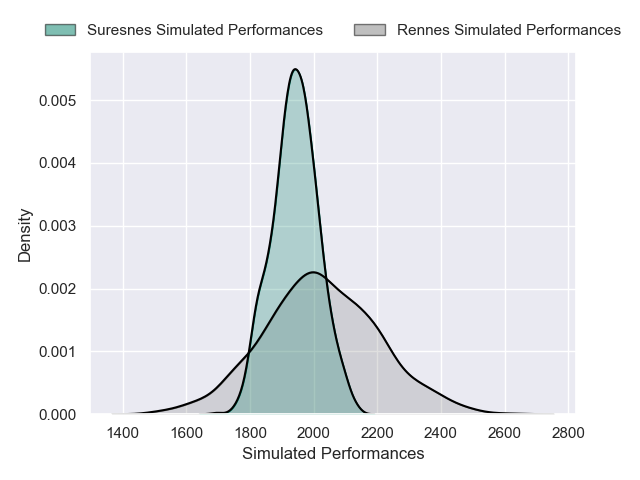 Suresnes Simulated Performances
Rennes Simulated Performances
0.005
0.004
0.003
0.002
0.001
0.000
Density
1400 1600 1800 2000 2200 2400 2600 2800
Simulated Performances